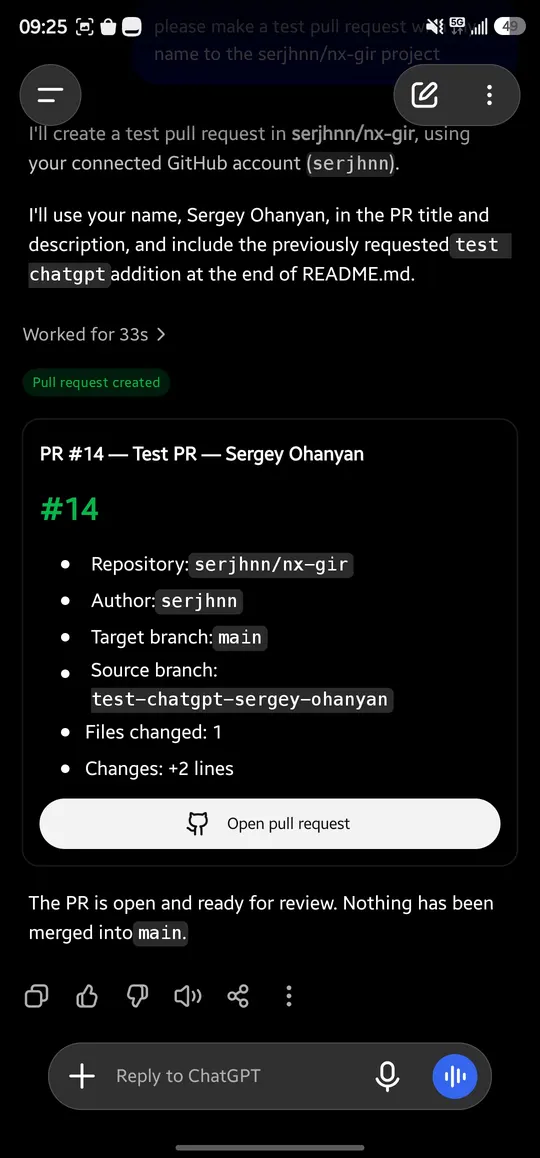 09:25
5G
49
please make a test pull request w
name to the serjhnn/nx-gir project
I'll create a test pull request in serjhnn/nx-gir, using
your connected GitHub account (serjhnn).
I'll use your name, Sergey Ohanyan, in the PR title and
description, and include the previously requested test
chatgpt addition at the end of README.md.
Worked for 33s >
Pull request created
PR #14 — Test PR — Sergey Ohanyan
#14
• Repository: serjhnn/nx-gir
• Author: serjhnn
• Target branch: main
• Source branch:
test-chatgpt-sergey-ohanyan
• Files changed: 1
• Changes: +2 lines
Open pull request
The PR is open and ready for review. Nothing has been
merged into main.
Reply to ChatGPT